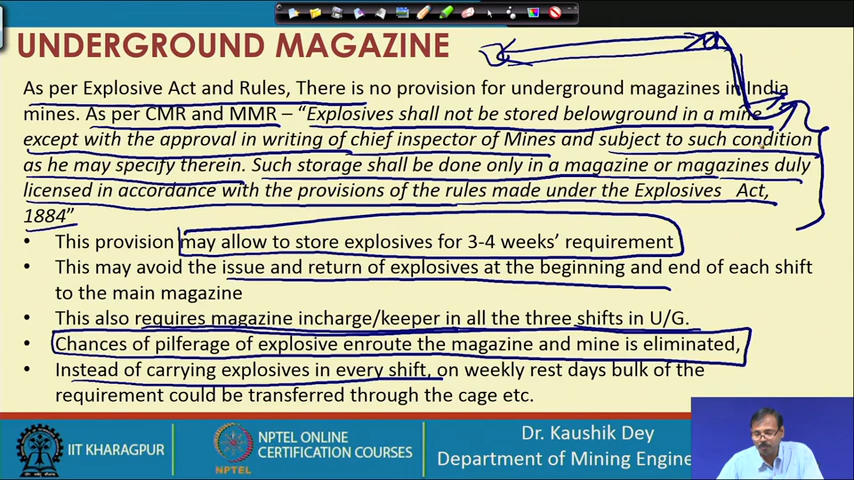 UNDERGROUND MAGAZINE
As per Explosive Act and Rules, There is no provision for underground magazines in India
mines. As per CMR and MMR – "Explosives shall not be stored belowground in a mine
except with the approval in writing of chief inspector of Mines and subject to such condition
as he may specify therein. Such storage shall be done only in a magazine or magazines duly
licensed in accordance with the provisions of the rules made under the Explosives Act,
1884"
• This provision may allow to store explosives for 3-4 weeks' requirement
• This may avoid the issue and return of explosives at the beginning and end of each shift
to the main magazine
• This also requires magazine incharge/keeper in all the three shifts in U/G.
• Chances of pilferage of explosive enroute the magazine and mine is eliminated,
• Instead of carrying explosives in every shift, on weekly rest days bulk of the
requirement could be transferred through the cage etc.
IIT KHARAGPUR
NPTEL
NPTEL ONLINE
CERTIFICATION COURSES
Dr. Kaushik Dey
Department of Mining Engine